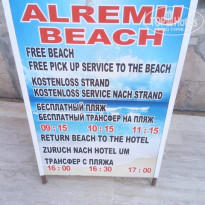 ALREMM
BEACH
FREE BEACH
FREE PICK UP SERVICE TO THE BEACH
KOSTENLOSS STRAND
KOSTENLOSS SERVICE NACH STRAND
БЕСПЛАТНЫЙ ПЛЯЖ
БЕСПЛАТНЫЙ ТРАНСФЕР НА ПЛЯЖ
09 : 15 10 : 15 11 : 15
RETURN BEACH TO THE HOTEL
ZURUCH NACH HOTEL UM
ТРАНСФЕР С ПЛЯЖА
16 : 00 16 : 30 17 : 00